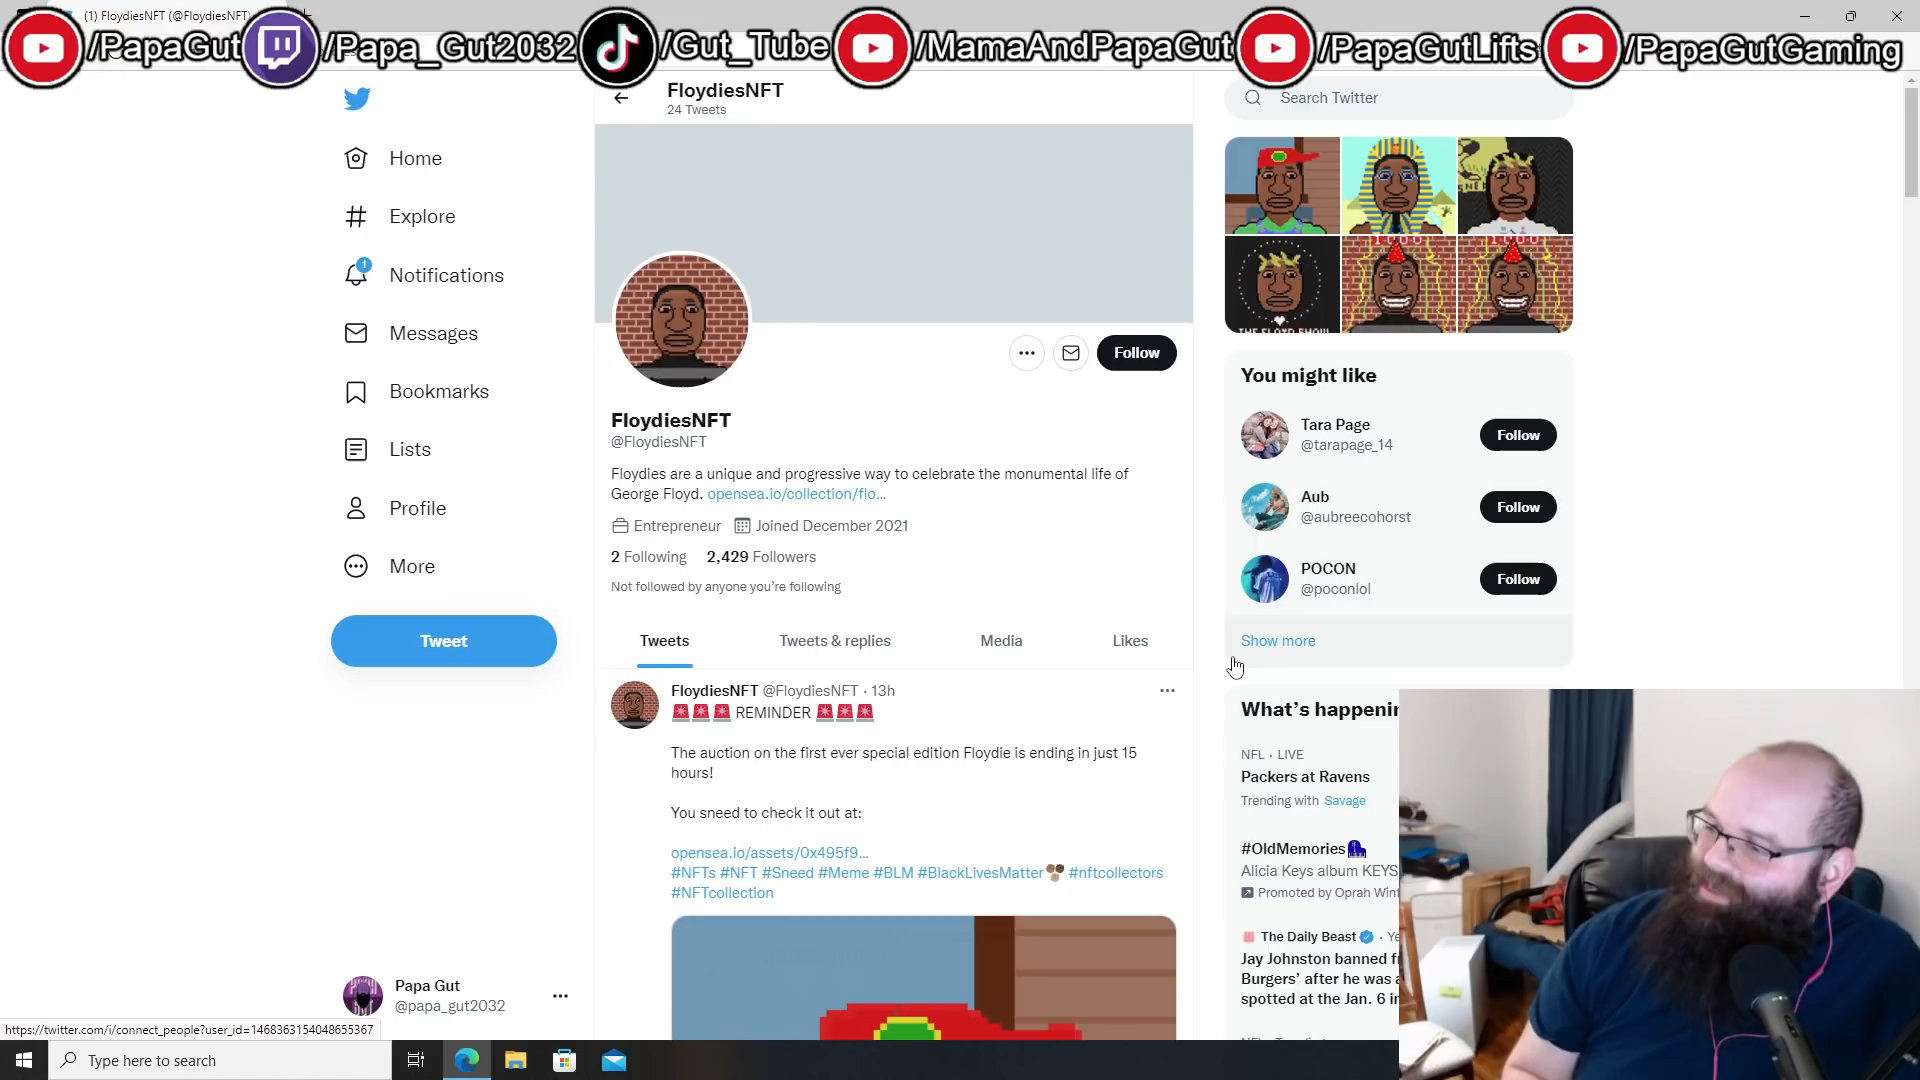 (1) FloydiesNFT (@FloydiesNFT)
/PapaGut /Papa_Gut2032 /Gut_Tube /MamaAndPapaGut /PapaGutLifts /PapaGutGaming
FloydiesNFT
24 Tweets
Search Twitter
Home
Explore
1
Notifications
Messages
Bookmarks
Lists
Profile
More
Tweet
THE FLOYD SHOW
Follow
FloydiesNFT
@FloydiesNFT
Floydies are a unique and progressive way to celebrate the monumental life of
George Floyd. opensea.io/collection/flo...
Entrepreneur Joined December 2021
2 Following 2,429 Followers
Not followed by anyone you're following
Tweets Tweets & replies Media Likes
FloydiesNFT @FloydiesNFT · 13h
REMINDER
The auction on the first ever special edition Floydie is ending in just 15
hours!
You sneed to check it out at:
opensea.io/assets/0x495f9...
#NFTs #NFT #Sneed #Meme #BLM #BlackLivesMatter #nftcollectors
#NFTcollection
You might like
Tara Page
@tarapage_14
Follow
Aub
@aubreecohorst
Follow
POCON
@poconlol
Follow
Show more
What's happenin
NFL · LIVE
Packers at Ravens
Trending with Savage
#OldMemories
Alicia Keys album KEYS
Promoted by Oprah Winf
The Daily Beast · Ye
Jay Johnston banned f
Burgers' after he was a
spotted at the Jan. 6 i
Papa Gut
@papa_gut2032
https://twitter.com/i/connect_people?user_id=1468363154048655367
Type here to search